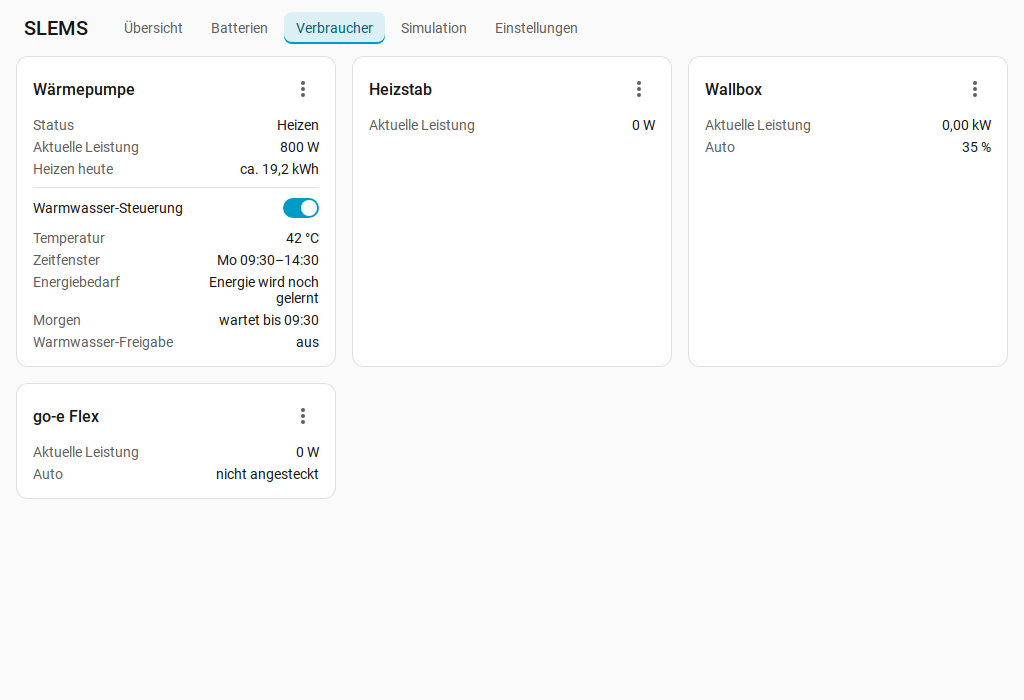 SLEMS Übersicht Batterien Verbraucher Simulation Einstellungen
Wärmepumpe
Status Heizen
Aktuelle Leistung 800 W
Heizen heute ca. 19,2 kWh
Warmwasser-Steuerung
Temperatur 42 °C
Zeitfenster Mo 09:30–14:30
Energiebedarf Energie wird noch
gelernt
Morgen wartet bis 09:30
Warmwasser-Freigabe aus
Heizstab
Aktuelle Leistung 0 W
Wallbox
Aktuelle Leistung 0,00 kW
Auto 35 %
go-e Flex
Aktuelle Leistung 0 W
Auto nicht angesteckt